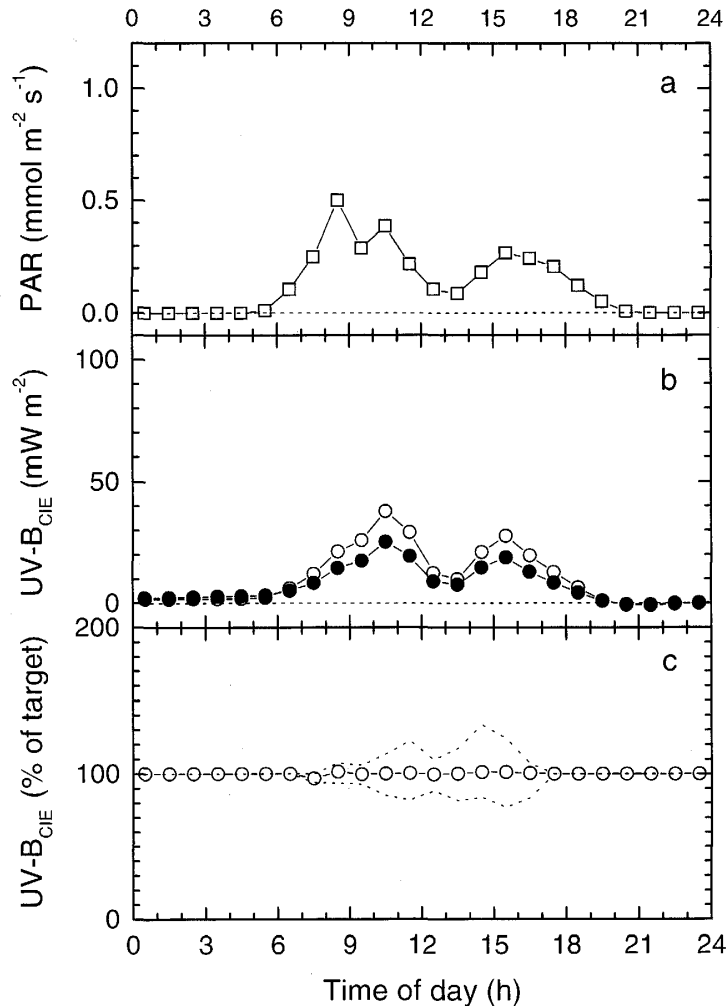 0 3 6 9 12 15 18 21 24
a
1.0
0.5
0.0
PAR (mmol m-2 s-1)
b
100
50
0
UV-BCIE (mW m-2)
c
200
100
0
UV-BCIE (% of target)
0 3 6 9 12 15 18 21 24
Time of day (h)